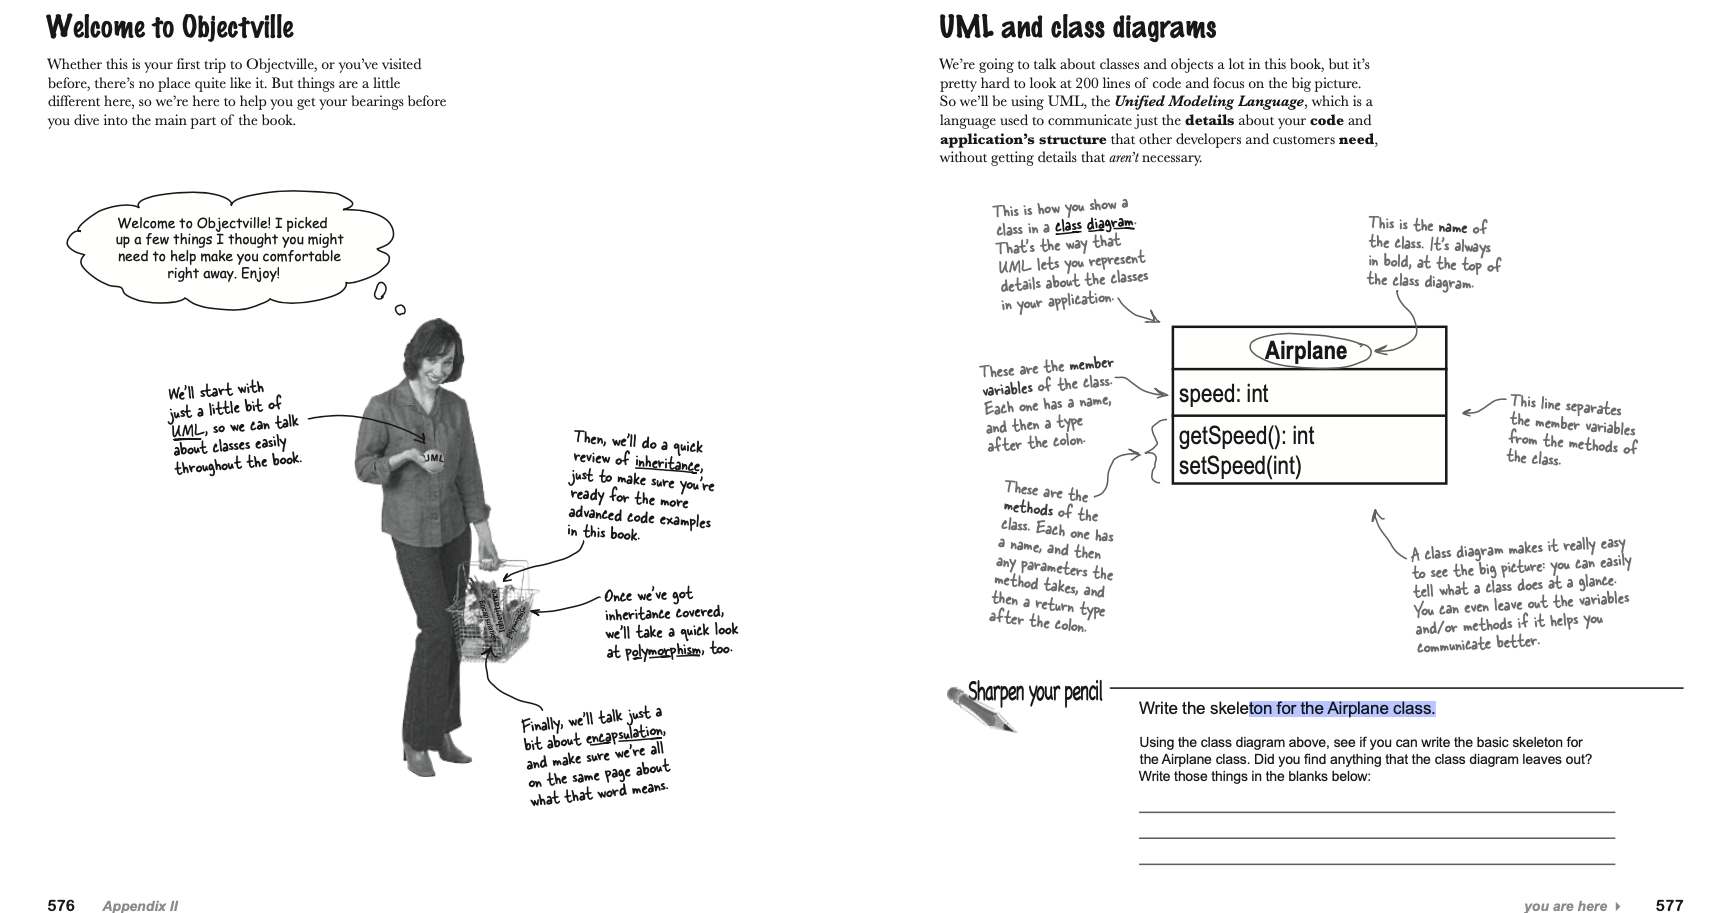 Welcome to Objectville
Whether this is your first trip to Objectville, or you've visited
before, there's no place quite like it. But things are a little
different here, so we're here to help you get your bearings before
you dive into the main part of the book.
Welcome to Objectville! I picked
up a few things I thought you might
need to help make you comfortable
right away. Enjoy!
We'll start with
just a little bit of
UML, so we can talk
about classes easily
throughout the book.
UML
Then, we'll do a quick
review of inheritance,
just to make sure you're
ready for the more
advanced code examples
in this book.
Once we've got
inheritance covered,
we'll take a quick look
at polymorphism, too.
Finally, we'll talk just a
bit about encapsulation,
and make sure we're all
on the same page about
what that word means.
576 Appendix II
UML and class diagrams
We're going to talk about classes and objects a lot in this book, but it's
pretty hard to look at 200 lines of code and focus on the big picture.
So we'll be using UML, the Unified Modeling Language, which is a
language used to communicate just the details about your code and
application's structure that other developers and customers need,
without getting details that aren't necessary.
This is how you show a
class in a class diagram.
That's the way that
UML lets you represent
details about the classes
in your application.
This is the name of
the class. It's always
in bold, at the top of
the class diagram.
Airplane
speed: int
getSpeed(): int
setSpeed(int)
These are the member
variables of the class.
Each one has a name,
and then a type
after the colon.
This line separates
the member variables
from the methods of
the class.
These are the
methods of the
class. Each one has
a name, and then
any parameters the
method takes, and
then a return type
after the colon.
A class diagram makes it really easy
to see the big picture: you can easily
tell what a class does at a glance.
You can even leave out the variables
and/or methods if it helps you
communicate better.
Sharpen your pencil
Write the skeleton for the Airplane class.
Using the class diagram above, see if you can write the basic skeleton for
the Airplane class. Did you find anything that the class diagram leaves out?
Write those things in the blanks below:
you are here 577